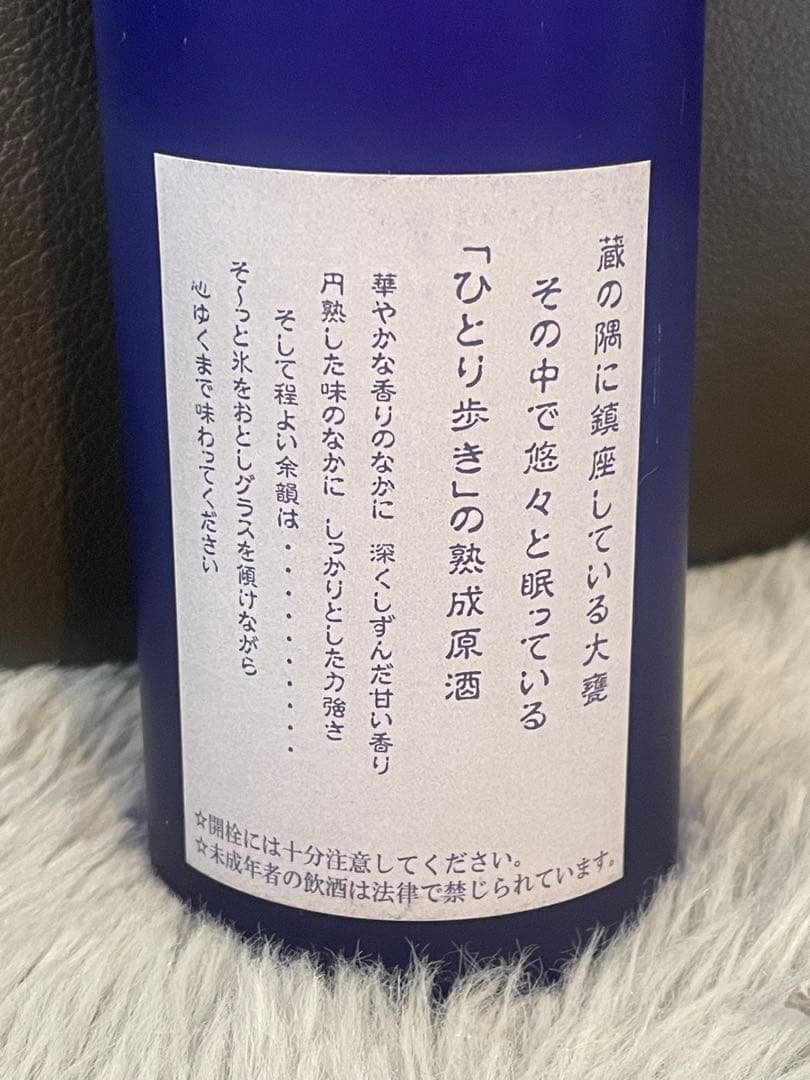 蔵の隅に鎮座している大甕
その中で悠々と眠っている
「ひとり歩き」の熟成原酒
華やかな香りのなかに 深くしずんだ甘い香り
円熟した味のなかに しっかりとした力強さ
そして程よい余韻は・・・・・・・・・
そ〜っと氷をおとしグラスを傾けながら
心ゆくまで味わってください
☆開栓には十分注意してください。
☆未成年者の飲酒は法律で禁じられています。